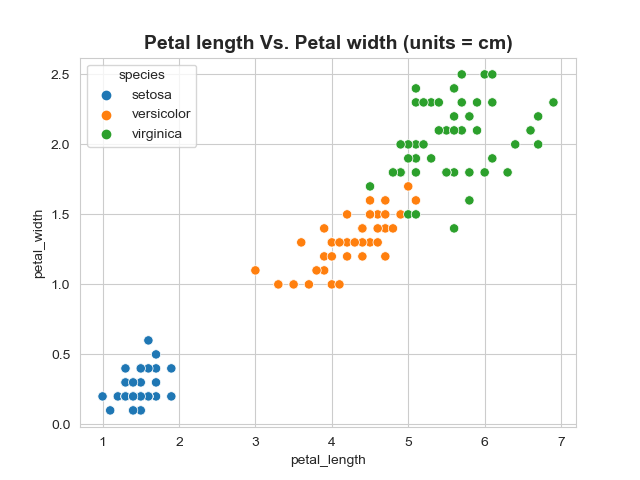 Petal length Vs. Petal width (units = cm)
species
setosa
versicolor
virginica
petal_width
2.5
2.0
1.5
1.0
0.5
0.0
1 2 3 4 5 6 7
petal_length